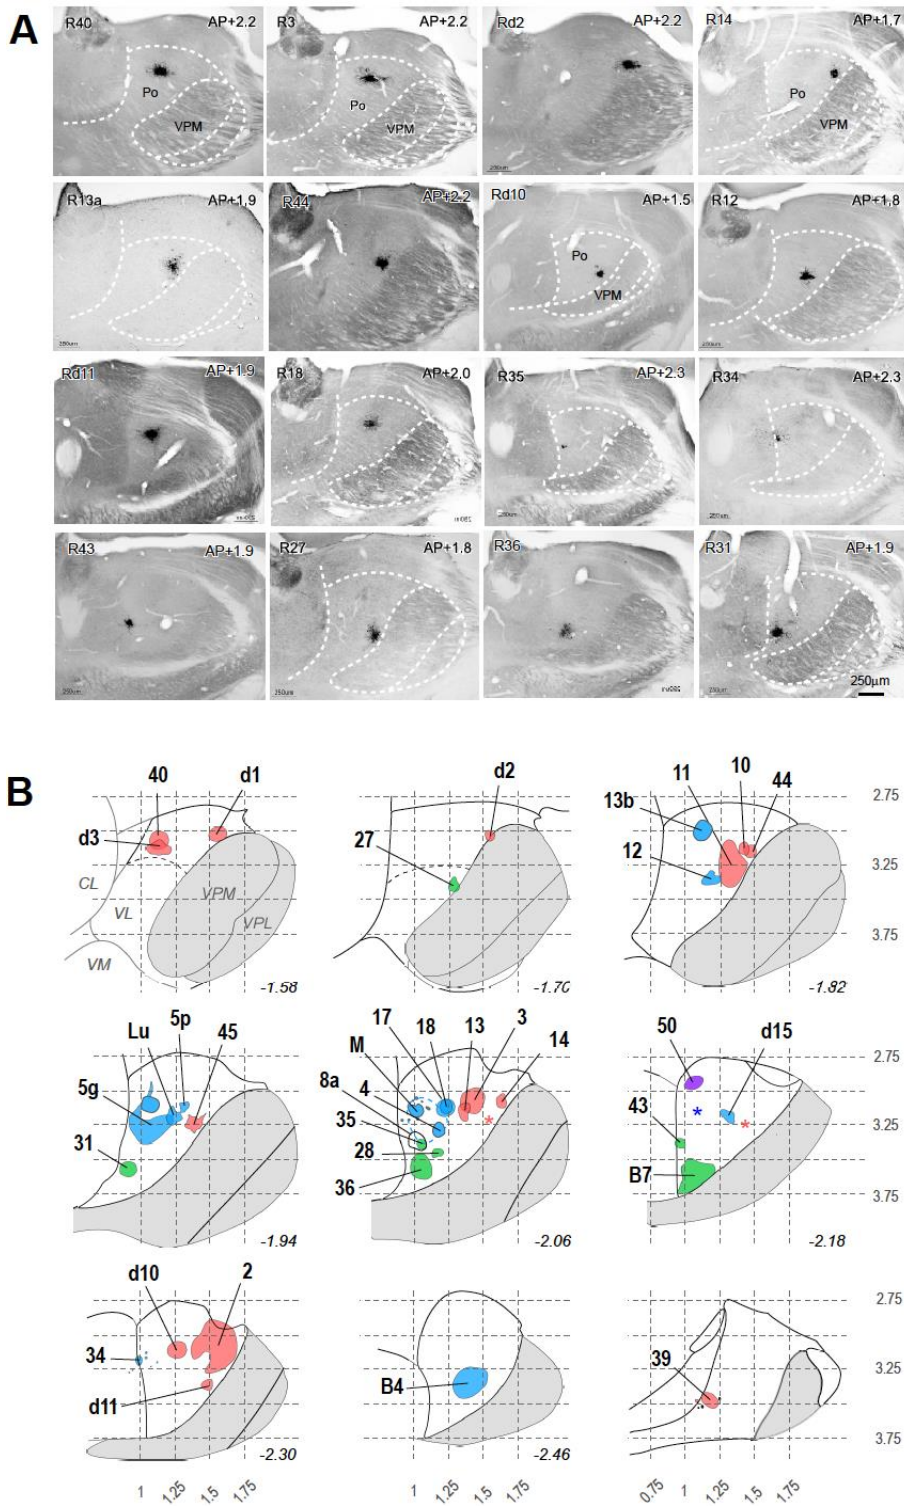 A
R40 AP+2.2 R3 AP+2.2 Rd2 AP+2.2 R14 AP+1.7
Po VPM Po VPM 250um VPM
R13a AP+1.9 R44 AP+2.2 Rd10 AP+1.5 R12 AP+1.8
Po VPM
250um
Rd11 AP+1.9 R18 AP+2.0 R35 AP+2.3 R34 AP+2.3
250um 250um
R43 AP+1.9 R27 AP+1.8 R36 R31 AP+1.9
250um 250um 250µm
B
40 d1 d2 11 10 44
13b 2.75
d3 27 12 3.25
CL VL VPM VPL
VM 3.75
-1.58 -1.70 -1.82
Lu 5p 45 17 18 13 3 14 50 d15
M 2.75
5g 8a 4 * *
35 * 43 3.25
31 28
36 B7 3.75
-1.94 -2.06 -2.18
d10 2 2.75
34 39 3.25
d11 B4
3.75
-2.30 -2.46
1 1.25 1.5 1.75 1 1.25 1.5 1.75 0.75 1 1.25 1.5 1.75